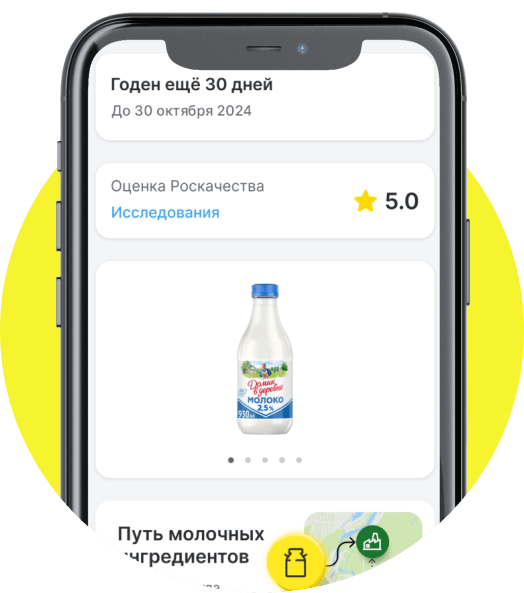 Годен ещё 30 дней
До 30 октября 2024
Оценка Роскачества
Исследования
5.0
Домик
в деревне
МОЛОКО
2,5%
930мл
Путь молочных
ингредиентов